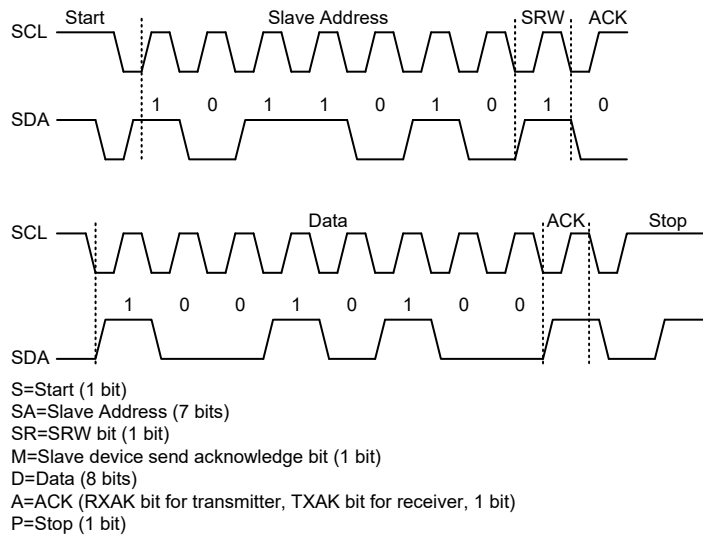 Start Slave Address SRW ACK
SCL
1 0 1 1 0 1 0 1 0
SDA
SCL Data ACK Stop
1 0 0 1 0 1 0 0
SDA
S=Start (1 bit)
SA=Slave Address (7 bits)
SR=SRW bit (1 bit)
M=Slave device send acknowledge bit (1 bit)
D=Data (8 bits)
A=ACK (RXAK bit for transmitter, TXAK bit for receiver, 1 bit)
P=Stop (1 bit)